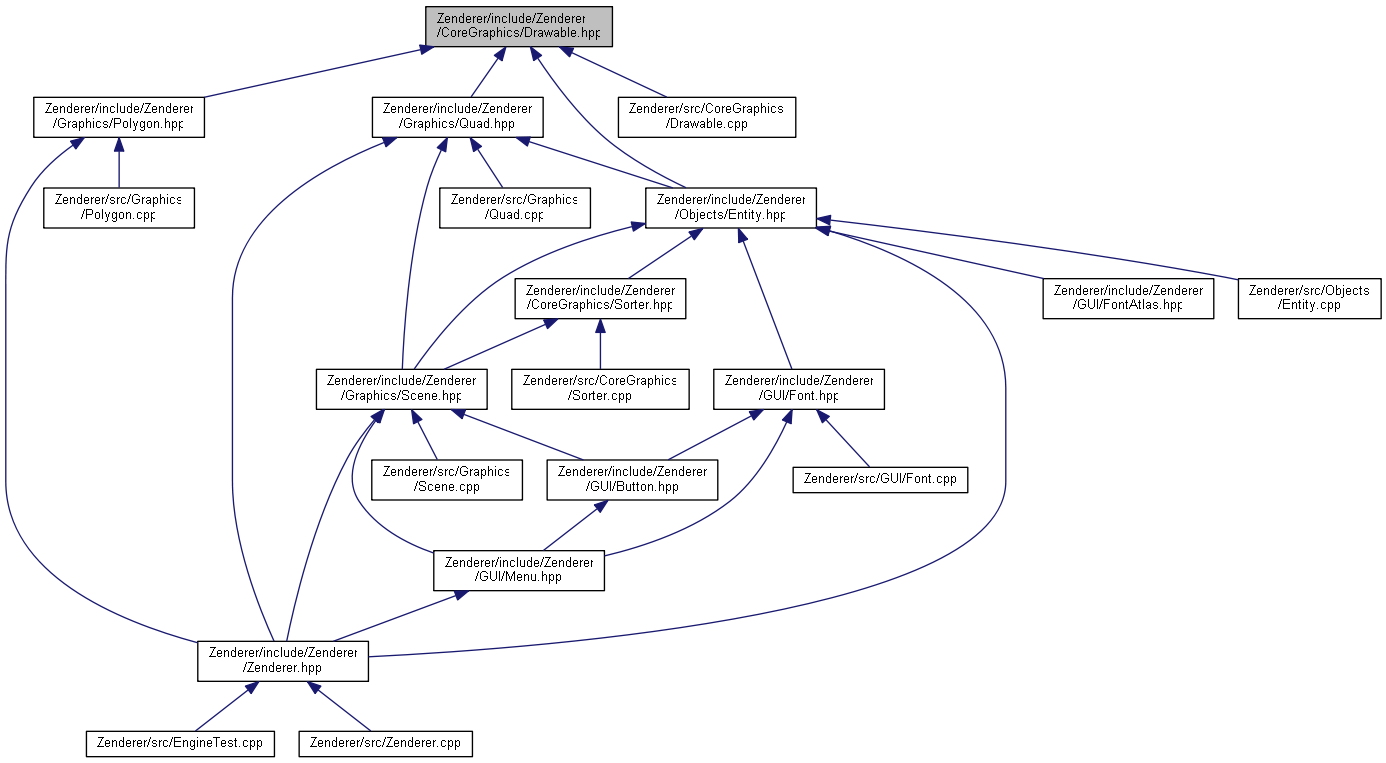 Zenderer/include/Zenderer
/CoreGraphics/Drawable.hpp
Zenderer/include/Zenderer
/Graphics/Polygon.hpp
Zenderer/include/Zenderer
/Graphics/Quad.hpp
Zenderer/src/CoreGraphics
/Drawable.cpp
Zenderer/src/Graphics
/Polygon.cpp
Zenderer/src/Graphics
/Quad.cpp
Zenderer/include/Zenderer
/Objects/Entity.hpp
Zenderer/include/Zenderer
/CoreGraphics/Sorter.hpp
Zenderer/include/Zenderer
/GUI/FontAtlas.hpp
Zenderer/src/Objects
/Entity.cpp
Zenderer/include/Zenderer
/Graphics/Scene.hpp
Zenderer/src/CoreGraphics
/Sorter.cpp
Zenderer/include/Zenderer
/GUI/Font.hpp
Zenderer/src/Graphics
/Scene.cpp
Zenderer/include/Zenderer
/GUI/Button.hpp
Zenderer/src/GUI/Font.cpp
Zenderer/include/Zenderer
/GUI/Menu.hpp
Zenderer/include/Zenderer
/Zenderer.hpp
Zenderer/src/EngineTest.cpp
Zenderer/src/Zenderer.cpp